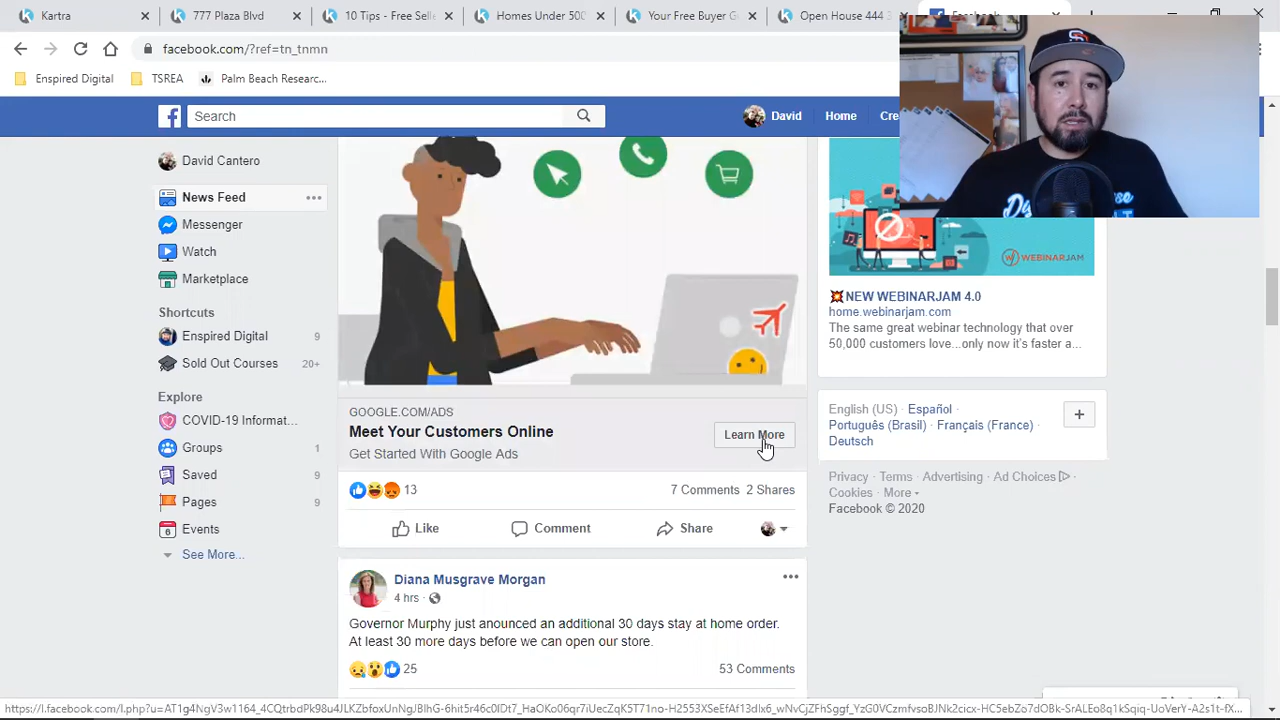 Kartra
777 Plaza Blvd
10 Tips - Free Sell
Homes Under 500
Your Free Buyer G
Open House 444 3
Facebook
facebook.com/?ref=tn_tnmn
Enspired Digital
TSREA
Palm Beach Researc...
Search
David
Home
Cre
David Cantero
News Feed
Messenger
Watch
Marketplace
Shortcuts
Enspired Digital 9
Sold Out Courses 20+
Explore
COVID-19 Informat...
Groups 9
Saved 9
Pages 9
6 Events
See More...
GOOGLE.COM/ADS
Meet Your Customers Online
Learn More
Get Started With Google Ads
13
7 Comments 2 Shares
Like Comment Share
Diana Musgrave Morgan
4 hrs ·
Governor Murphy just anounced an additional 30 days stay at home order.
At least 30 more days before we can open our store.
25
53 Comments
WEBINARJAM
NEW WEBINARJAM 4.0
home.webinarjam.com
The same great webinar technology that over
50,000 customers love...only now it's faster a...
English (US) · Español ·
Português (Brasil) · Français (France) ·
Deutsch
Privacy · Terms · Advertising · Ad Choices ·
Cookies · More
Facebook © 2020